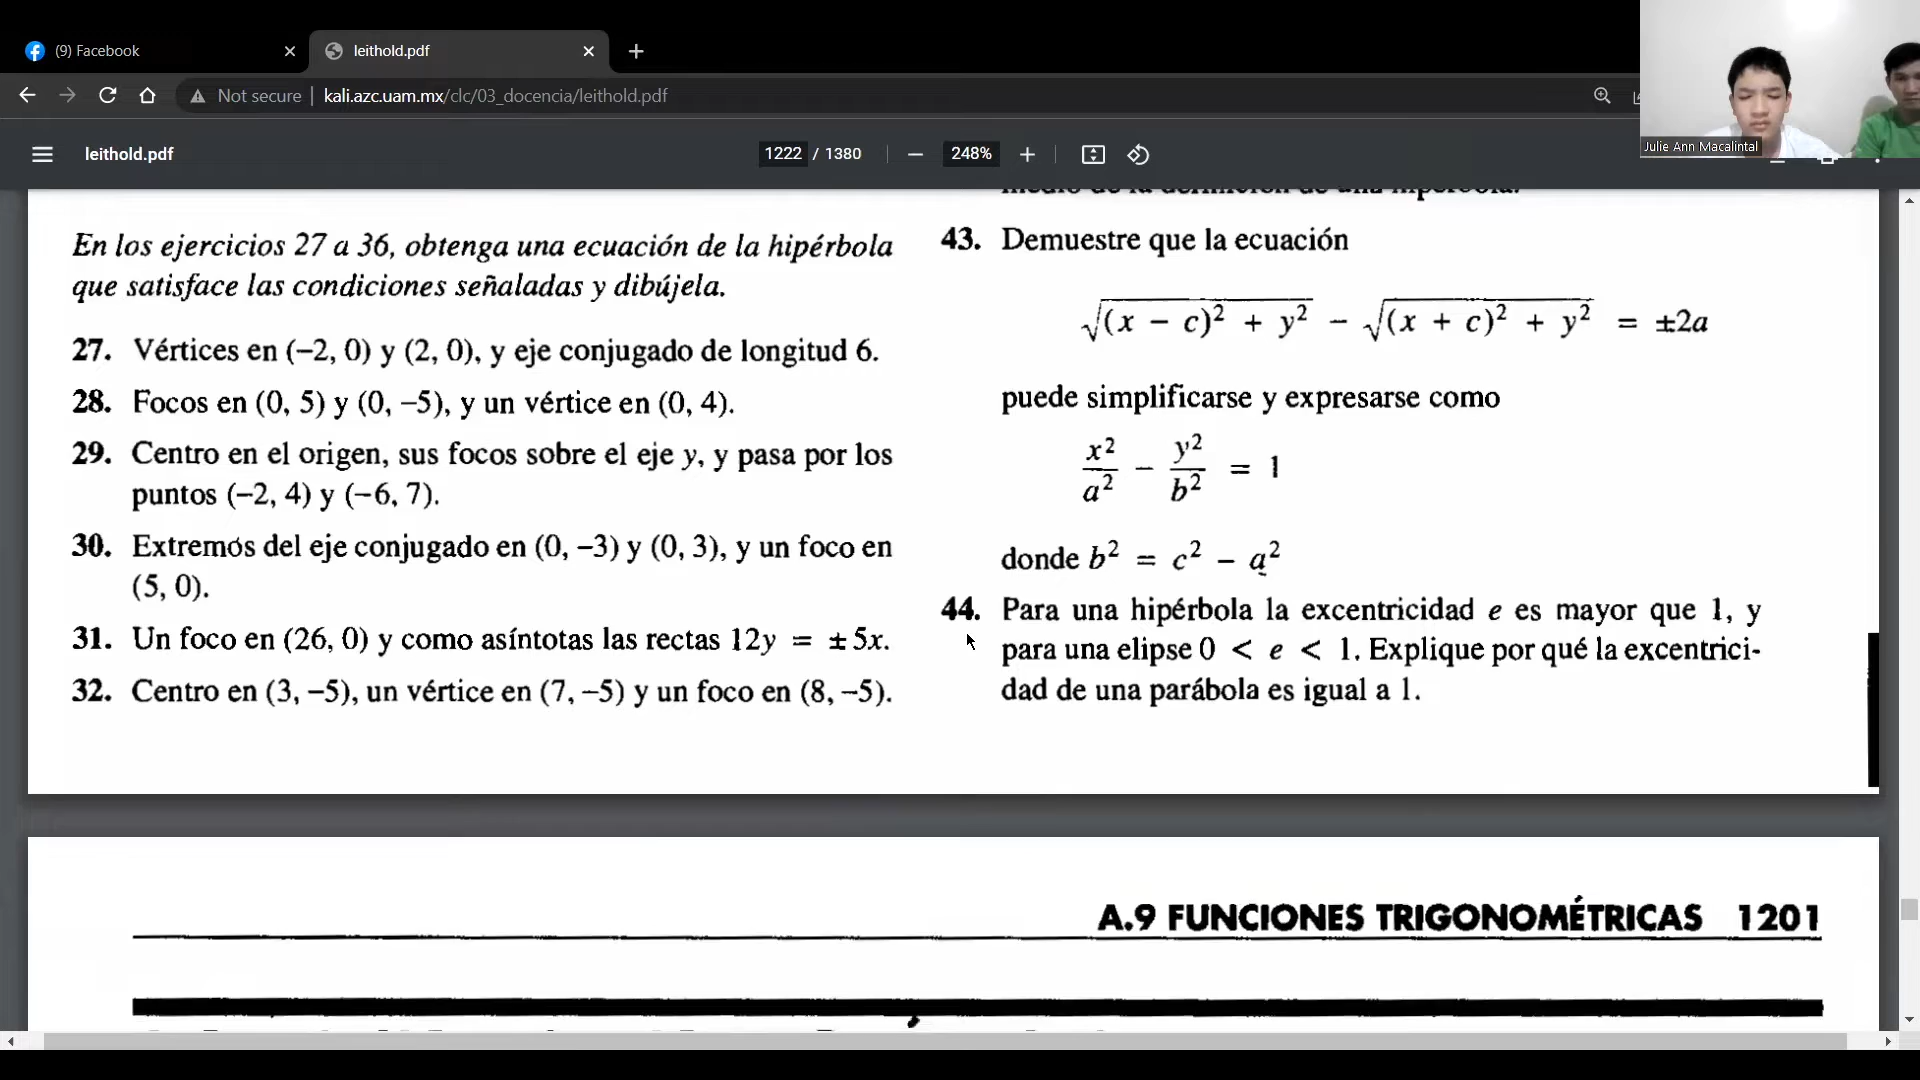 (9) Facebook
leithold.pdf
Not secure | kali.azc.uam.mx/clc/03_docencia/leithold.pdf
leithold.pdf
1222 / 1380
248%
Julie Ann Macalintal
medio de la definición de una hipérbola.
En los ejercicios 27 a 36, obtenga una ecuación de la hipérbola
que satisface las condiciones señaladas y dibújela.
27. Vértices en (−2, 0) y (2, 0), y eje conjugado de longitud 6.
28. Focos en (0, 5) y (0, −5), y un vértice en (0, 4).
29. Centro en el origen, sus focos sobre el eje y, y pasa por los
puntos (−2, 4) y (−6, 7).
30. Extremos del eje conjugado en (0, −3) y (0, 3), y un foco en
(5, 0).
31. Un foco en (26, 0) y como asíntotas las rectas 12y = ± 5x.
32. Centro en (3, −5), un vértice en (7, −5) y un foco en (8, −5).
43. Demuestre que la ecuación
√((x − c)² + y²) − √((x + c)² + y²) = ±2a
puede simplificarse y expresarse como
x²/a² − y²/b² = 1
donde b² = c² − a²
44. Para una hipérbola la excentricidad e es mayor que 1, y
para una elipse 0 < e < 1. Explique por qué la excentrici-
dad de una parábola es igual a 1.
A.9 FUNCIONES TRIGONOMÉTRICAS 1201